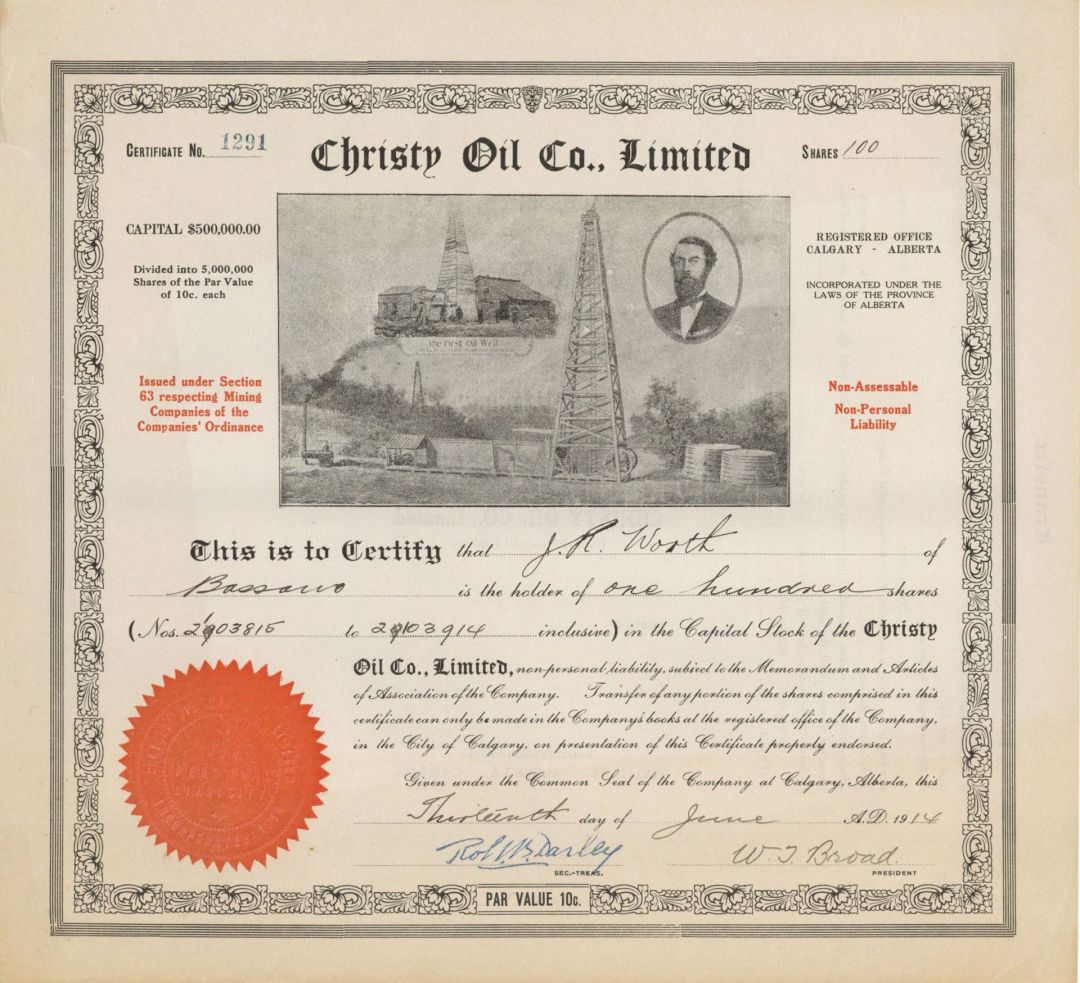 CERTIFICATE No. 1291
Christy Oil Co., Limited
SHARES 100
CAPITAL $500,000.00
Divided into 5,000,000
Shares of the Par Value
of 10c. each
Issued under Section
63 respecting Mining
Companies of the
Companies' Ordinance
REGISTERED OFFICE
CALGARY - ALBERTA
INCORPORATED UNDER THE
LAWS OF THE PROVINCE
OF ALBERTA
Non-Assessable
Non-Personal
Liability
The First Oil Well
This is to Certify that J. R. Worth of
Bassano is the holder of one hundred shares
(Nos. 2103815 to 2103914 inclusive) in the Capital Stock of the Christy
Oil Co., Limited, non-personal liability, subject to the Memorandum and Articles
of Association of the Company. Transfer of any portion of the shares comprised in this
certificate can only be made in the Company's books at the registered office of the Company,
in the City of Calgary, on presentation of this Certificate properly endorsed.
Given under the Common Seal of the Company at Calgary, Alberta, this
Thirteenth day of June A.D. 1914
Robt. B. Darley W. J. Broad.
SEC.-TREAS. PRESIDENT
PAR VALUE 10c.